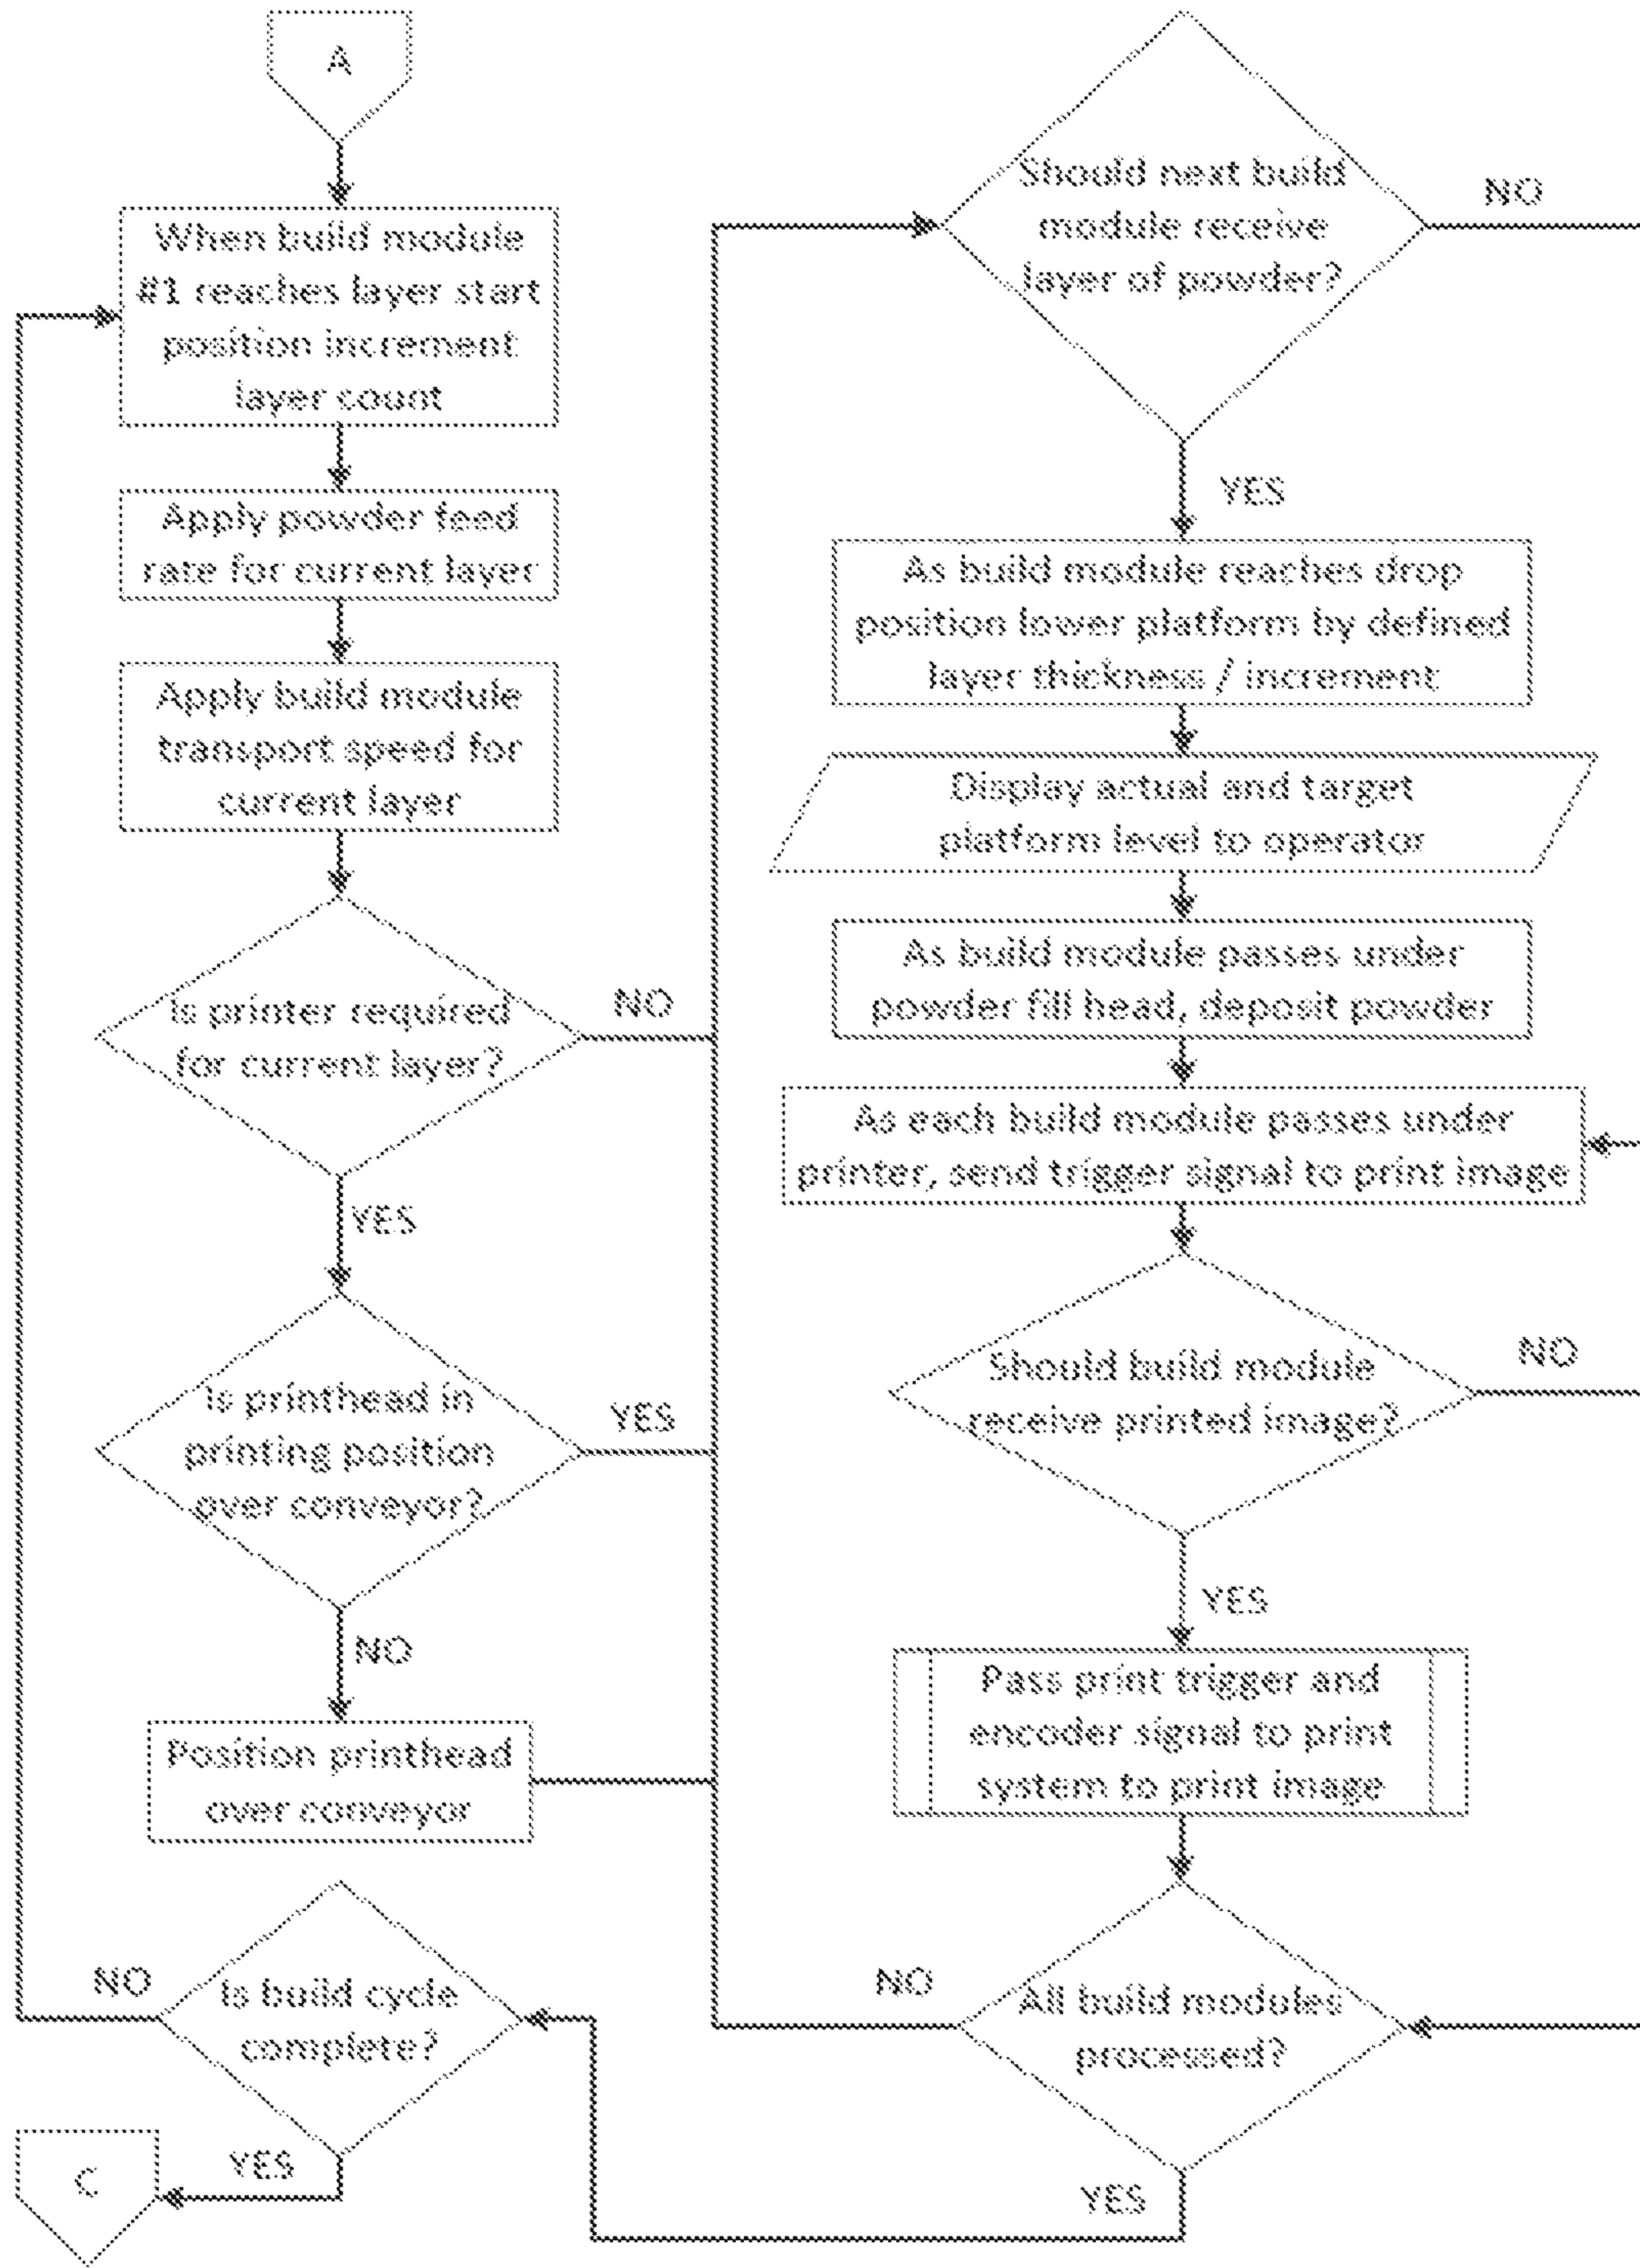 A
When build module
#1 reaches layer start
position increment
layer count
Apply powder feed
rate for current layer
Apply build module
transport speed for
current layer
Is printer required
for current layer?
NO
YES
Is printhead in
printing position
over conveyor?
YES
NO
Position printhead
over conveyor
Is build cycle
complete?
NO
YES
C
Should next build
module receive
layer of powder?
NO
YES
As build module reaches drop
position lower platform by defined
layer thickness / increment
Display actual and target
platform level to operator
As build module passes under
powder fill head, deposit powder
As each build module passes under
printer, send trigger signal to print image
Should build module
receive printed image?
NO
YES
Pass print trigger and
encoder signal to print
system to print image
All build modules
processed?
NO
YES